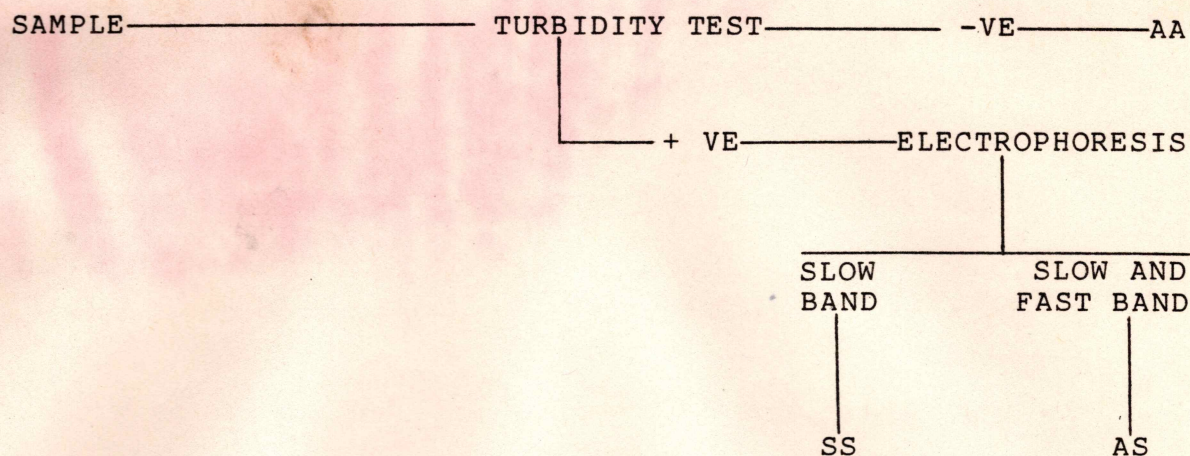 SAMPLE TURBIDITY TEST -VE AA
+ VE ELECTROPHORESIS
SLOW BAND
SLOW AND FAST BAND
SS AS